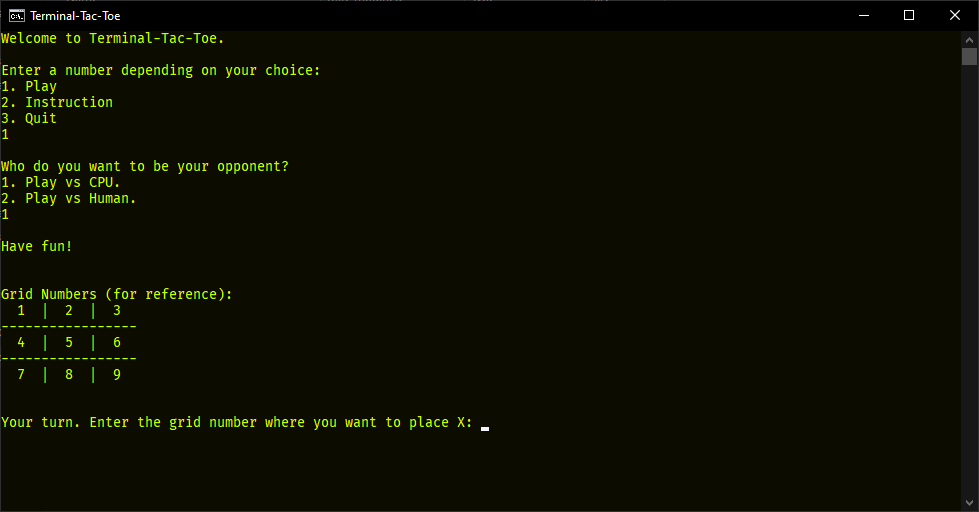 Terminal-Tac-Toe
Welcome to Terminal-Tac-Toe.
Enter a number depending on your choice:
1. Play
2. Instruction
3. Quit
1
Who do you want to be your opponent?
1. Play vs CPU.
2. Play vs Human.
1
Have fun!
Grid Numbers (for reference):
1 | 2 | 3
-----------------
4 | 5 | 6
-----------------
7 | 8 | 9
Your turn. Enter the grid number where you want to place X: